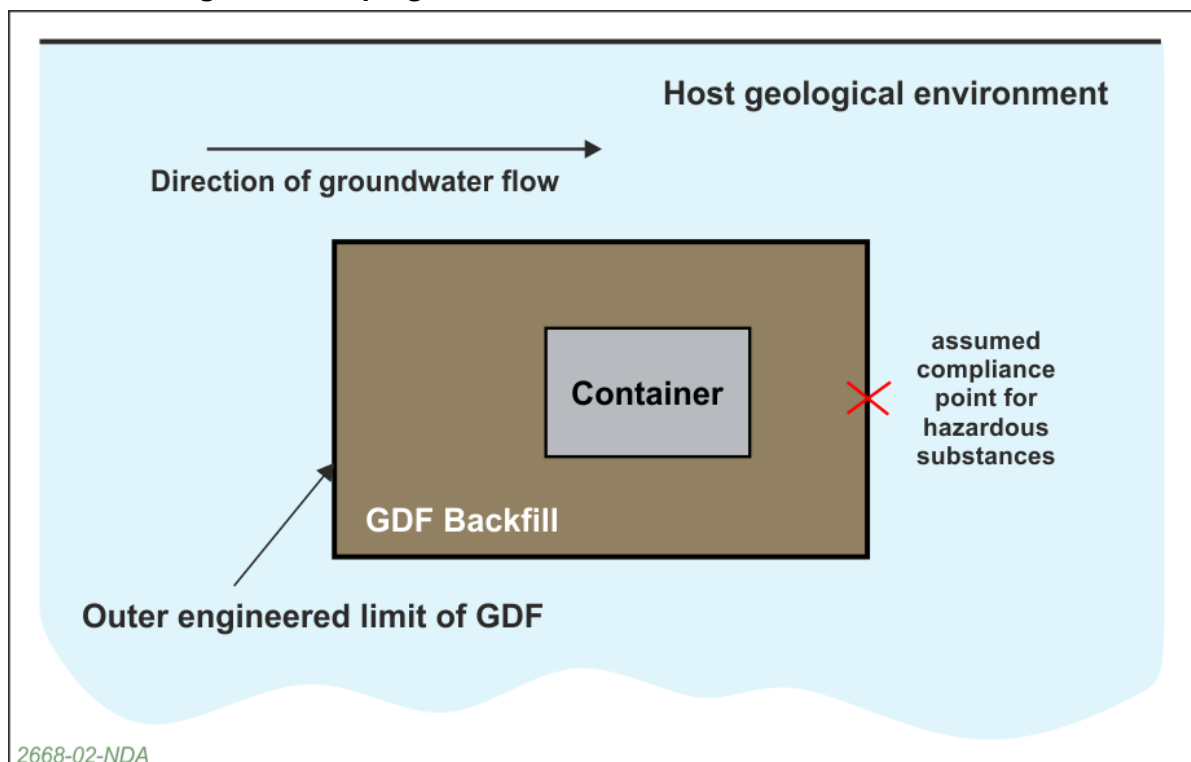 Host geological environment
Direction of groundwater flow
assumed
compliance
point for
hazardous
substances
Container
GDF Backfill
Outer engineered limit of GDF
2668-02-NDA